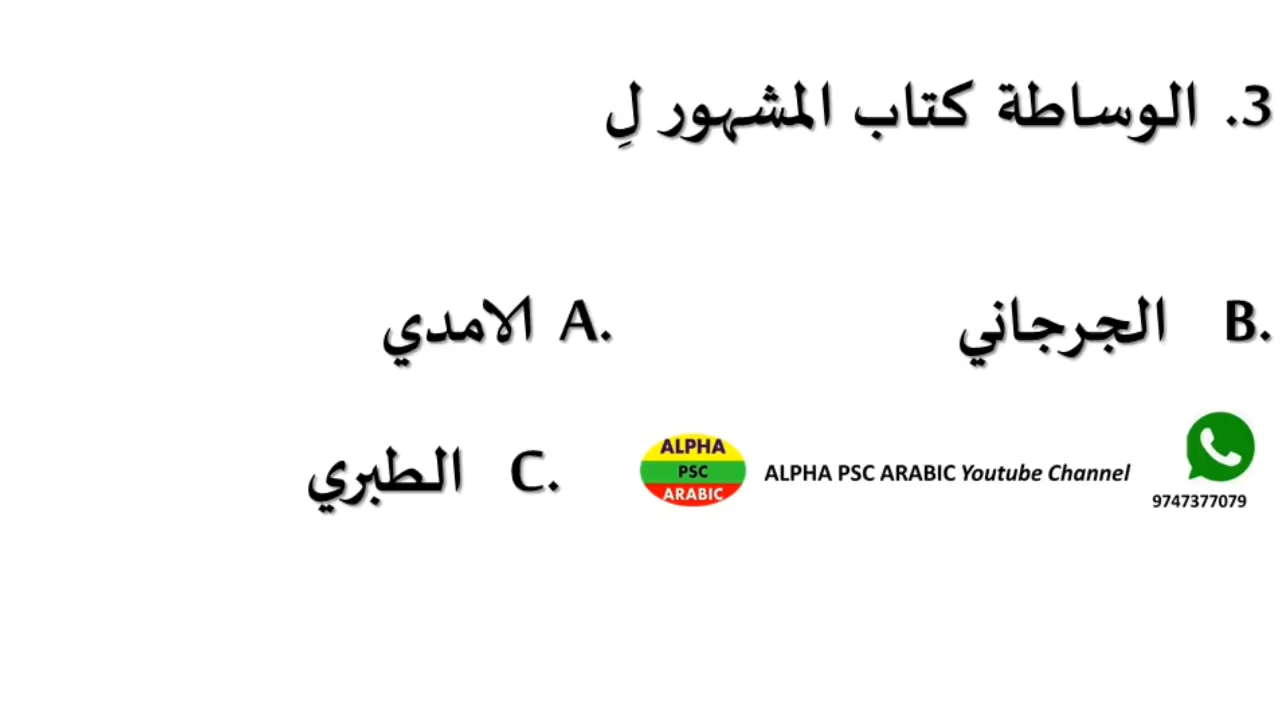 3. الوساطة كتاب المشهور لِ
B. الجرجاني
A. الامدي
C. الطبري
ALPHA
PSC
ARABIC
ALPHA PSC ARABIC Youtube Channel
9747377079